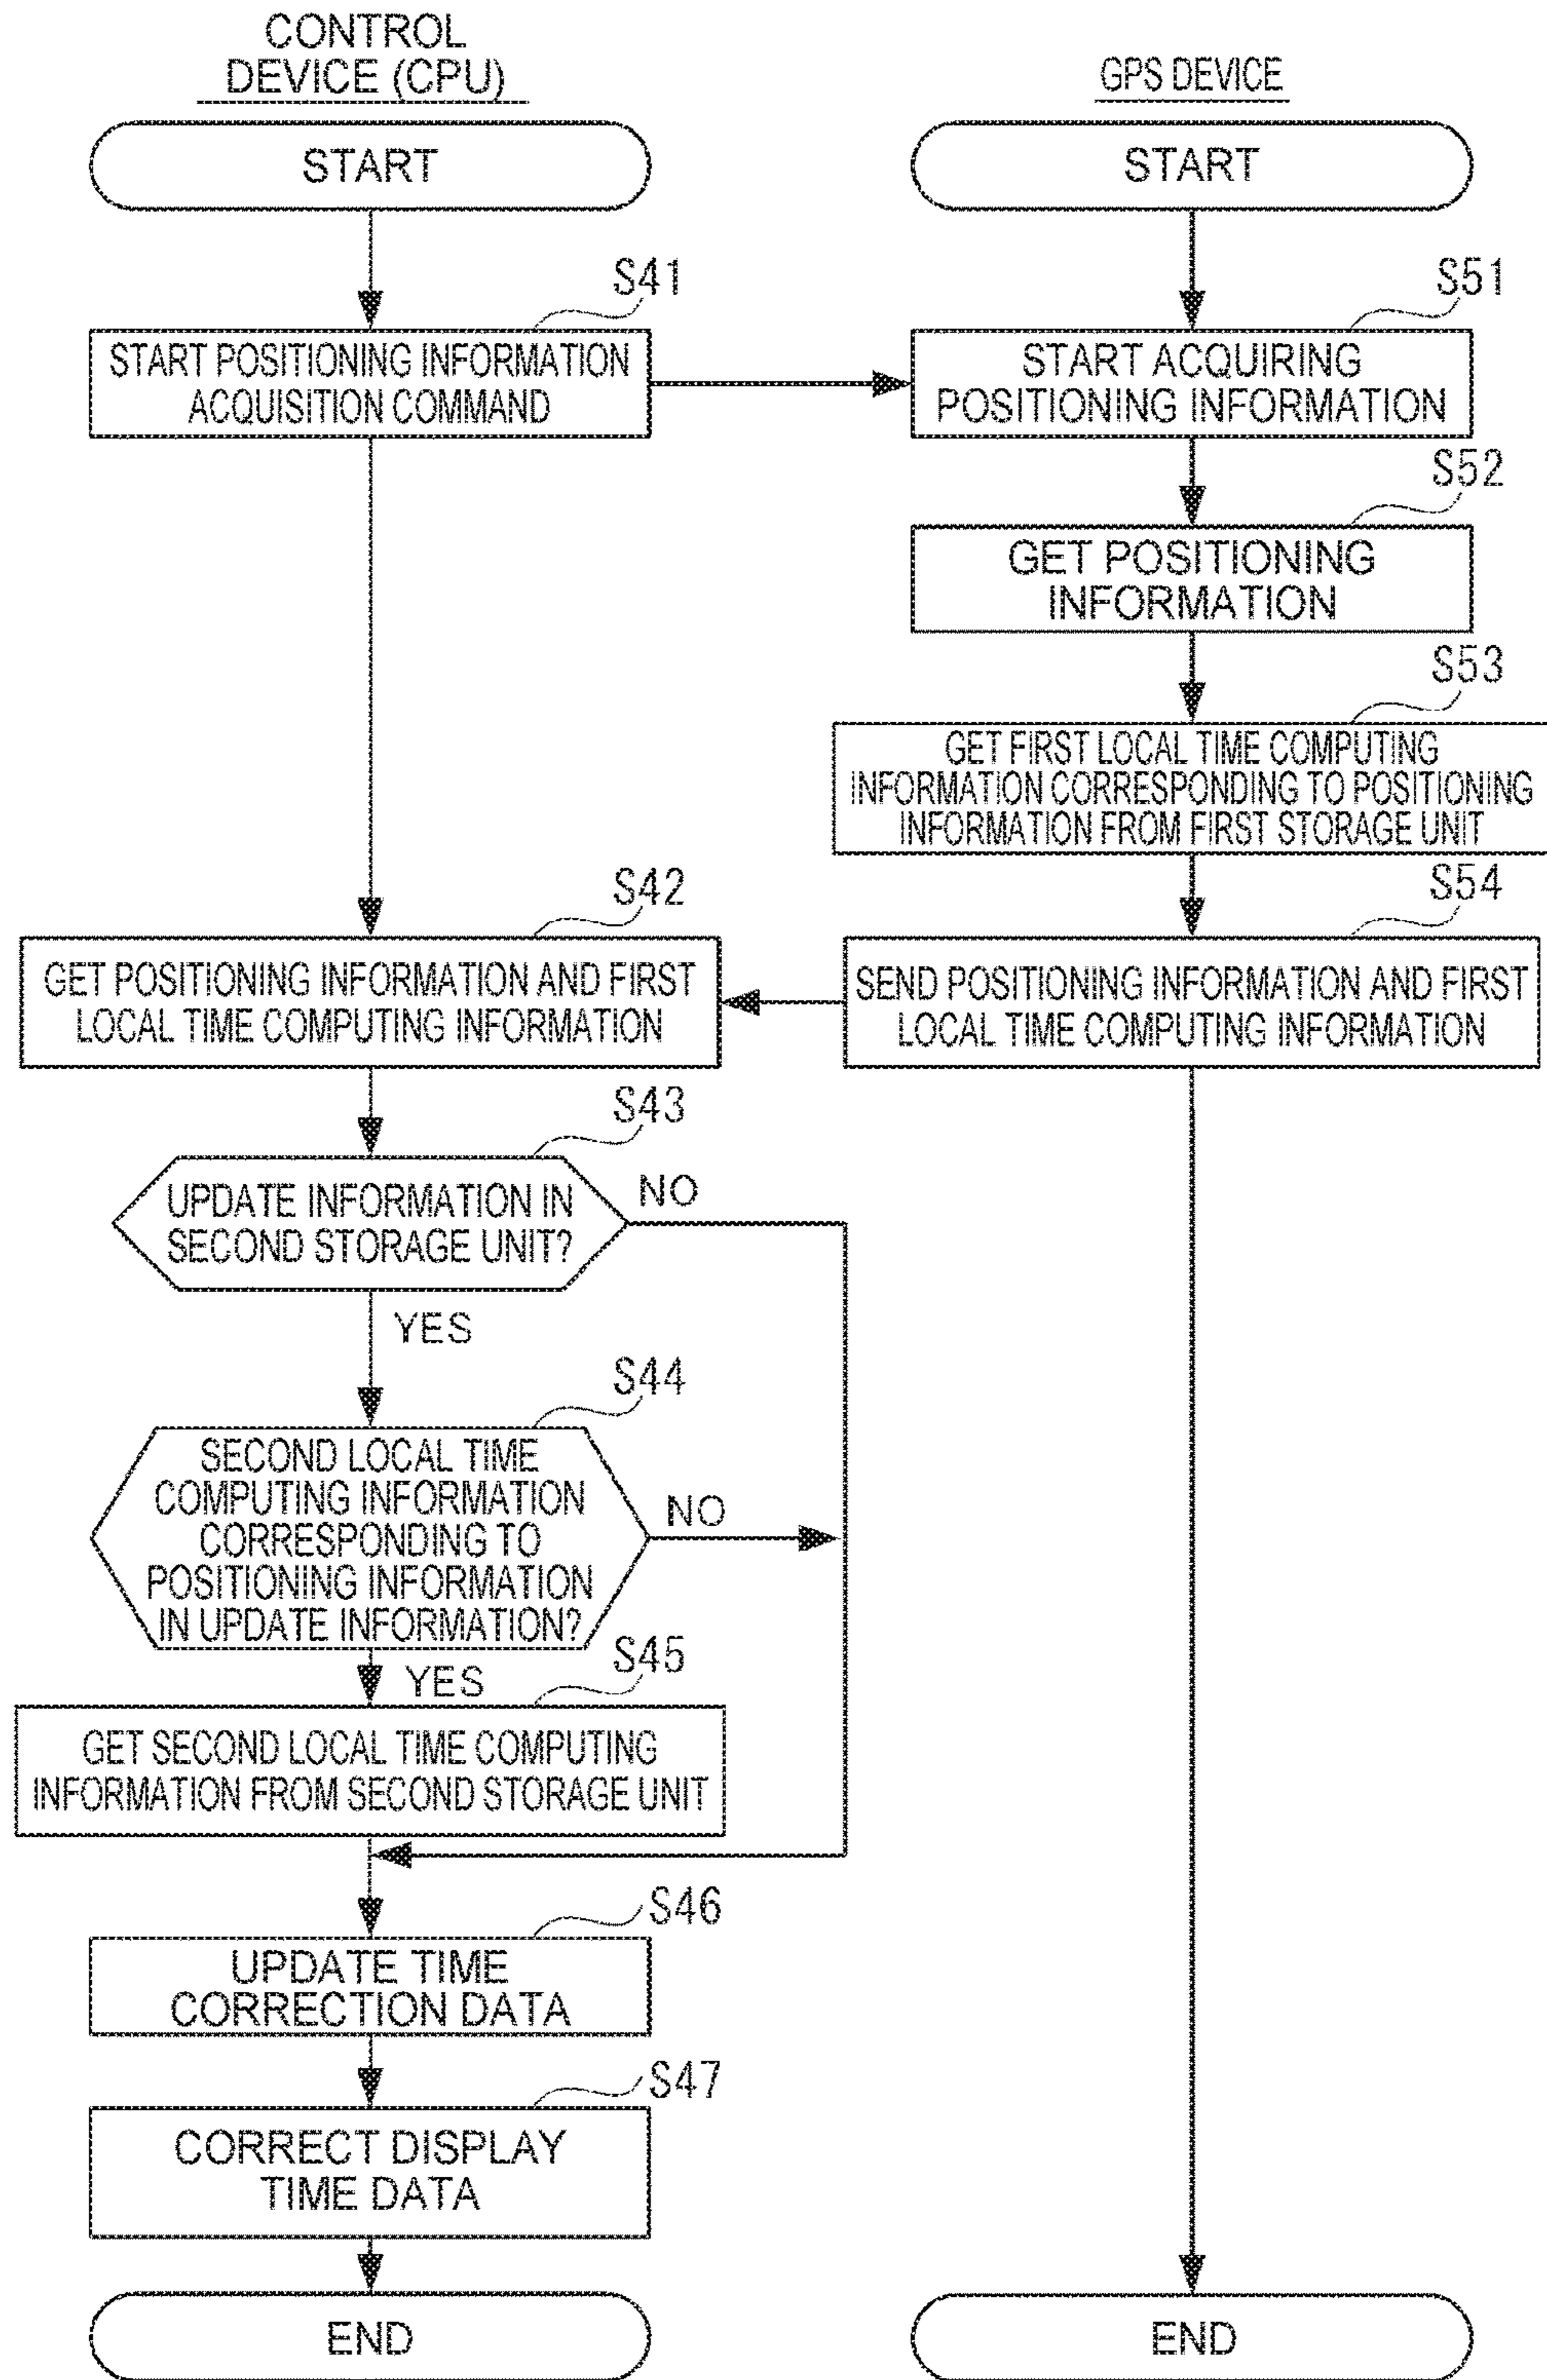 CONTROL
DEVICE (CPU)
GPS DEVICE
START
START
S41
S51
START POSITIONING INFORMATION
ACQUISITION COMMAND
START ACQUIRING
POSITIONING INFORMATION
S52
GET POSITIONING
INFORMATION
S53
GET FIRST LOCAL TIME COMPUTING
INFORMATION CORRESPONDING TO POSITIONING
INFORMATION FROM FIRST STORAGE UNIT
S42
S54
GET POSITIONING INFORMATION AND FIRST
LOCAL TIME COMPUTING INFORMATION
SEND POSITIONING INFORMATION AND FIRST
LOCAL TIME COMPUTING INFORMATION
S43
UPDATE INFORMATION IN
SECOND STORAGE UNIT?
NO
YES
S44
SECOND LOCAL TIME
COMPUTING INFORMATION
CORRESPONDING TO
POSITIONING INFORMATION
IN UPDATE INFORMATION?
NO
YES
S45
GET SECOND LOCAL TIME COMPUTING
INFORMATION FROM SECOND STORAGE UNIT
S46
UPDATE TIME
CORRECTION DATA
S47
CORRECT DISPLAY
TIME DATA
END
END